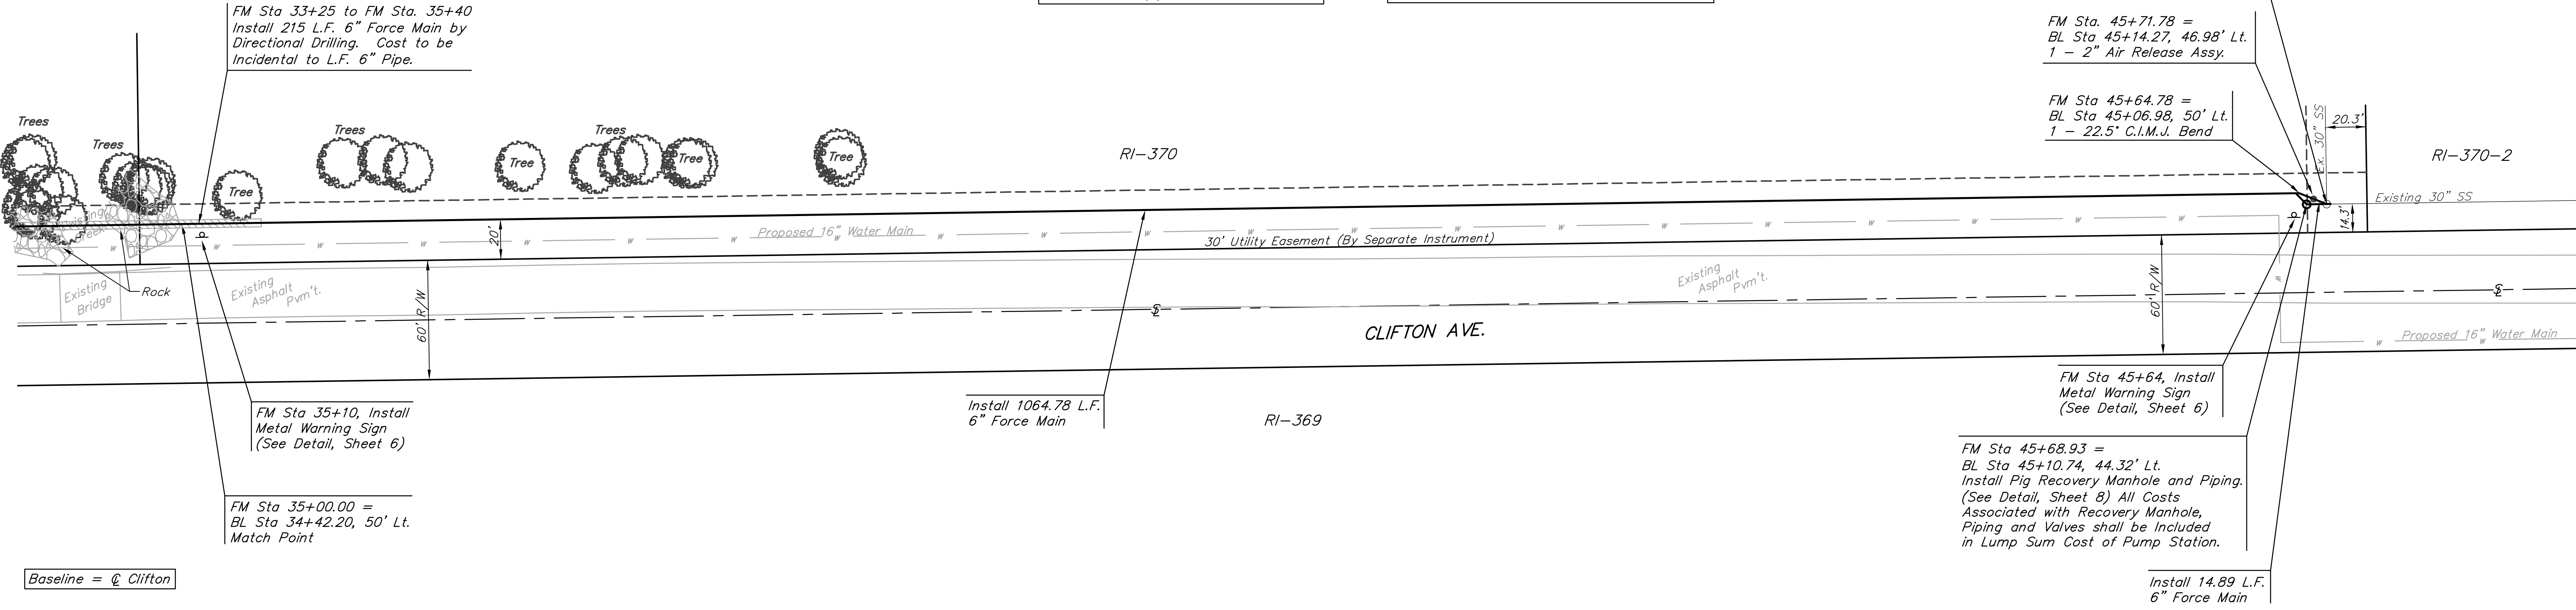 FM Sta 33+25 to FM Sta. 35+40
Install 215 L.F. 6" Force Main by
Directional Drilling.  Cost to be
Incidental to L.F. 6" Pipe.
FM Sta. 45+71.78 =
BL Sta 45+14.27, 46.98' Lt.
1 - 2" Air Release Assy.
FM Sta 45+64.78 =
BL Sta 45+06.98, 50' Lt.
1 - 22.5° C.I.M.J. Bend
Ex. 30" SS
20.3'
Trees
Trees
Tree
Trees
Tree
Trees
Tree
Tree
RI-370
RI-370-2
Existing 30" SS
14.3'
20'
Proposed 16" Water Main
30' Utility Easement (By Separate Instrument)
Existing
Bridge
Rock
Existing
Asphalt
Pvm't.
60' R/W
Existing
Asphalt
Pvm't.
60' R/W
CLIFTON AVE.
Proposed 16" Water Main
FM Sta 35+10, Install
Metal Warning Sign
(See Detail, Sheet 6)
Install 1064.78 L.F.
6" Force Main
RI-369
FM Sta 45+64, Install
Metal Warning Sign
(See Detail, Sheet 6)
FM Sta 35+00.00 =
BL Sta 34+42.20, 50' Lt.
Match Point
FM Sta 45+68.93 =
BL Sta 45+10.74, 44.32' Lt.
Install Pig Recovery Manhole and Piping.
(See Detail, Sheet 8) All Costs
Associated with Recovery Manhole,
Piping and Valves shall be Included
in Lump Sum Cost of Pump Station.
Baseline = ℄ Clifton
Install 14.89 L.F.
6" Force Main